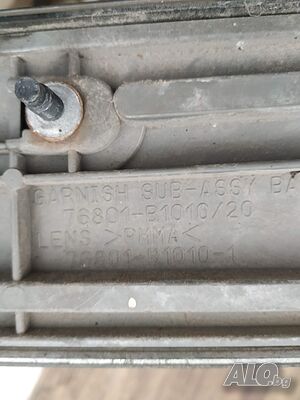 GARNISH SUB-ASSY BA
76801-B1010/20
LENS >PMMA<
76801-B1010-1
ALO.bg